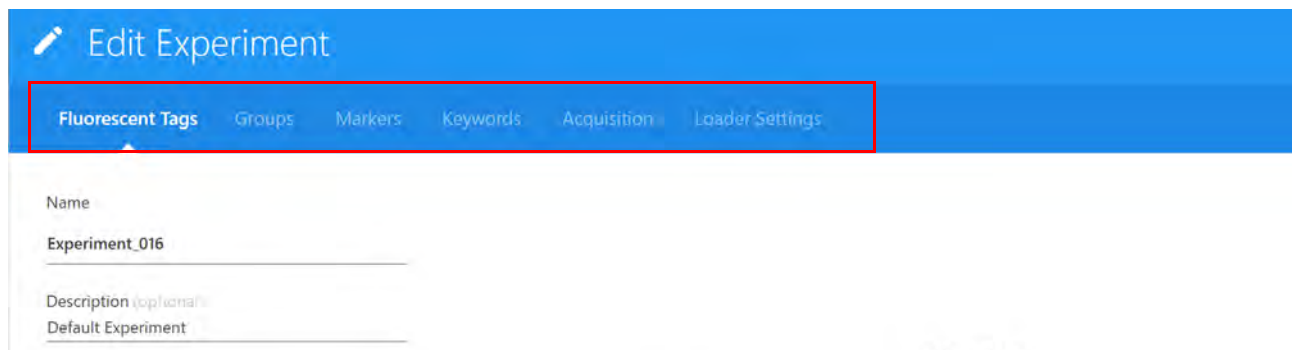 Edit Experiment
Fluorescent Tags Groups Markers Keywords Acquisition Loader Settings
Name
Experiment_016
Description (optional)
Default Experiment